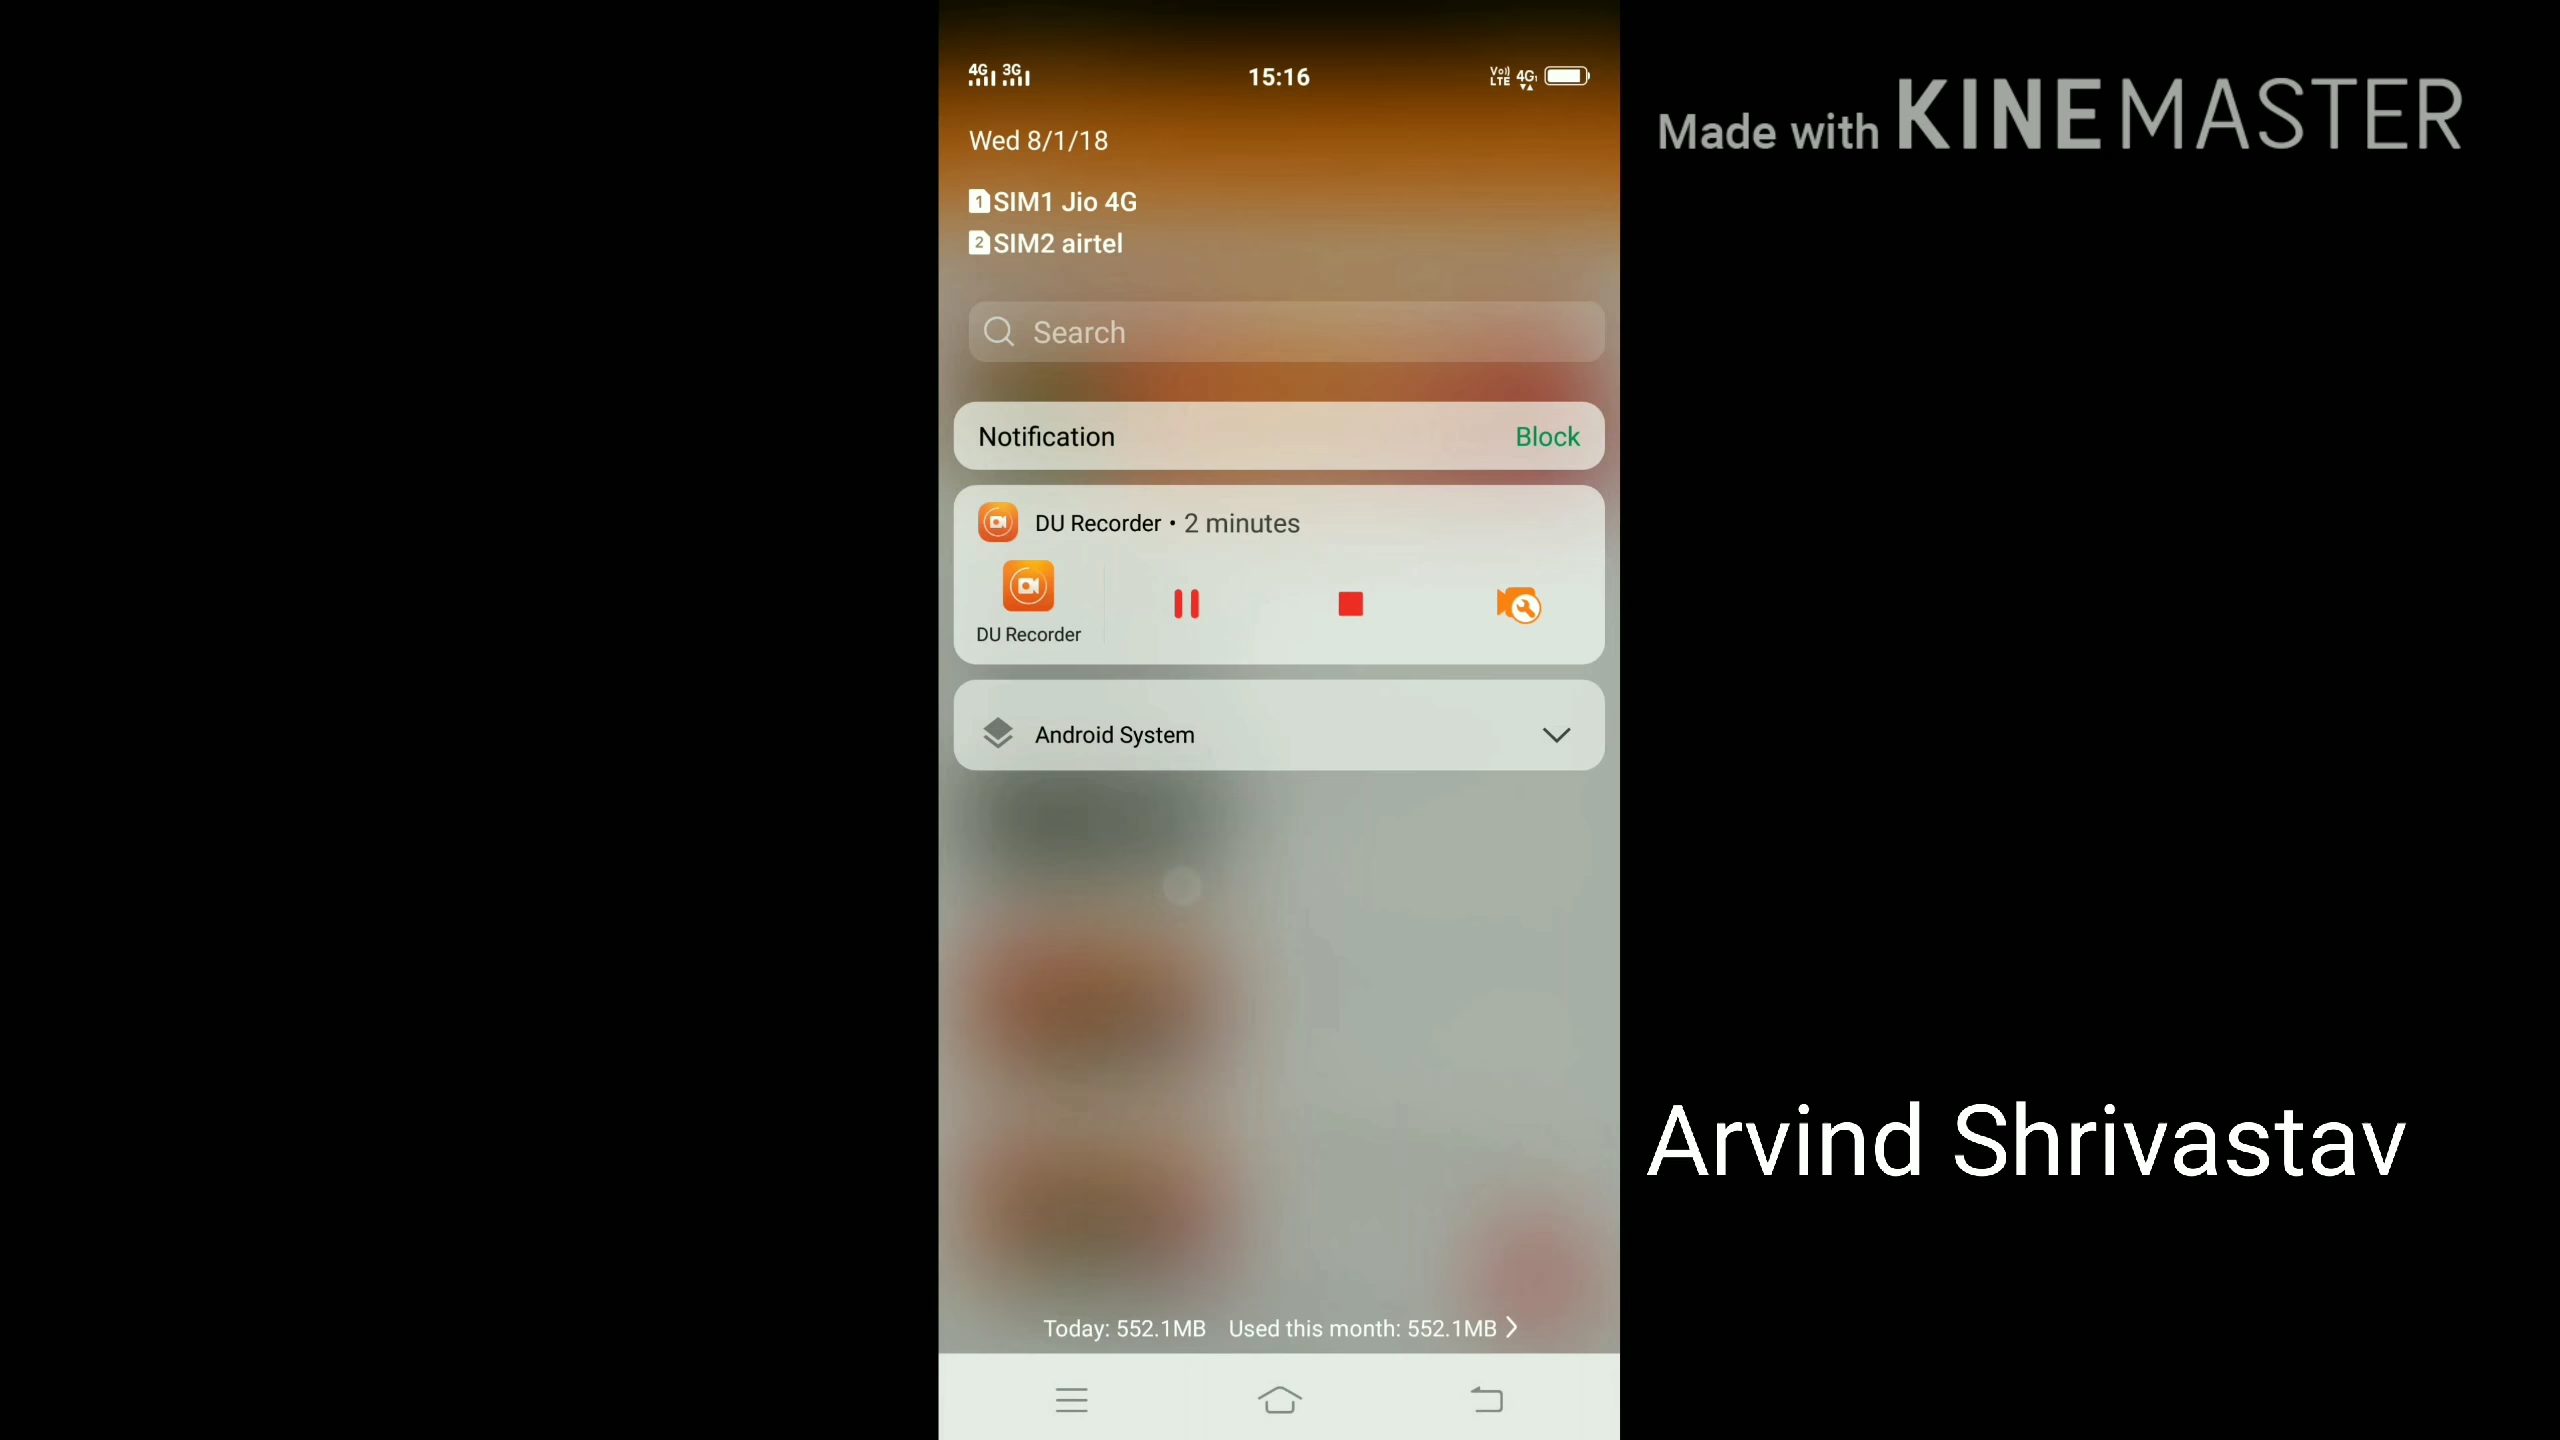 4G 3G 15:16 Vo)) LTE 4G
Wed 8/1/18
1 SIM1 Jio 4G
2 SIM2 airtel
Search
Notification Block
DU Recorder • 2 minutes
DU Recorder
Android System
Today: 552.1MB Used this month: 552.1MB
Made with KINEMASTER
Arvind Shrivastav